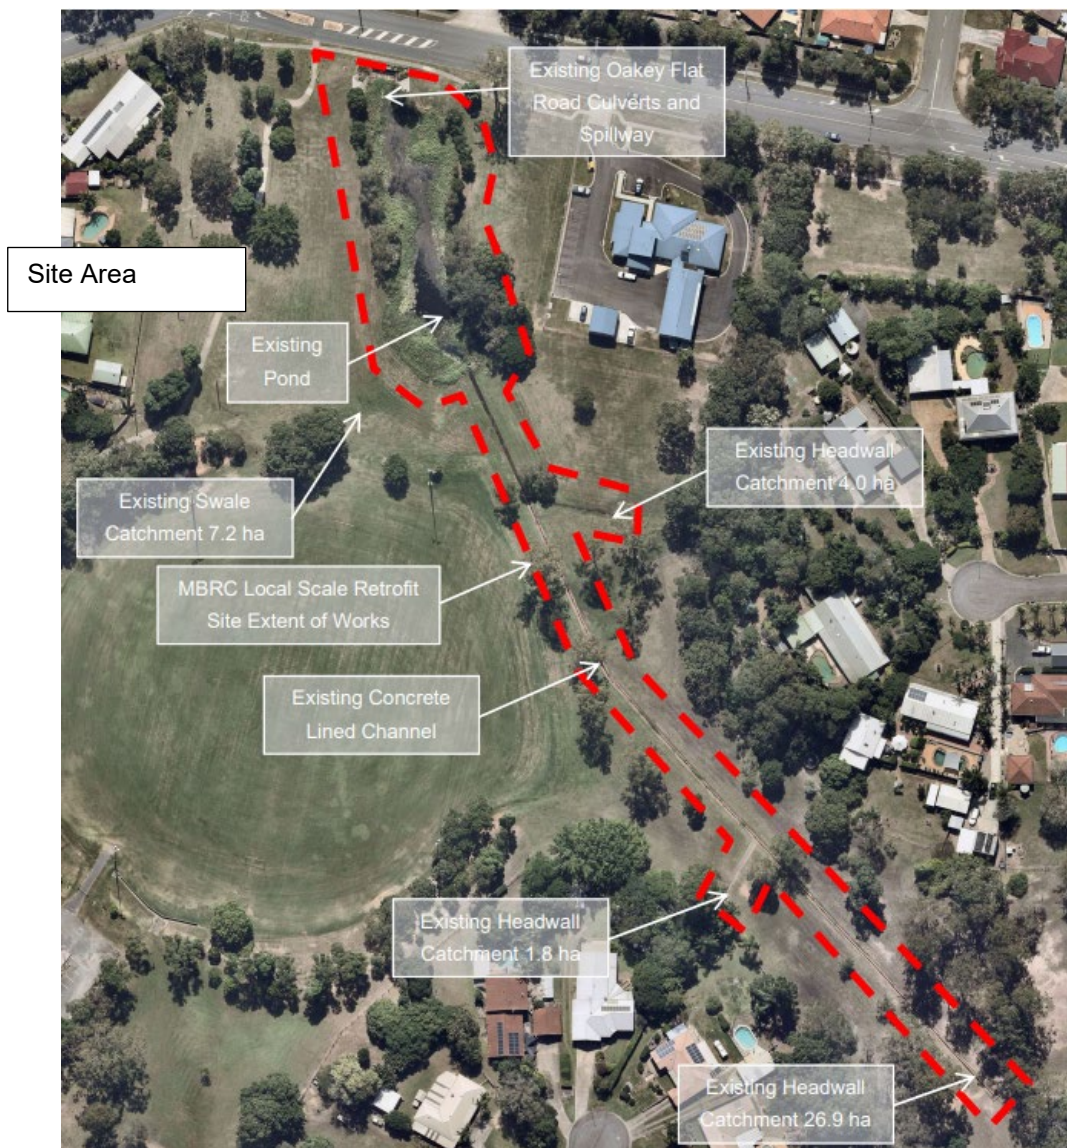 Existing Oakey Flat
Road Culverts and
Spillway
Site Area
Existing
Pond
Existing Headwall
Catchment 4.0 ha
Existing Swale
Catchment 7.2 ha
MBRC Local Scale Retrofit
Site Extent of Works
Existing Concrete
Lined Channel
Existing Headwall
Catchment 1.8 ha
Existing Headwall
Catchment 26.9 ha